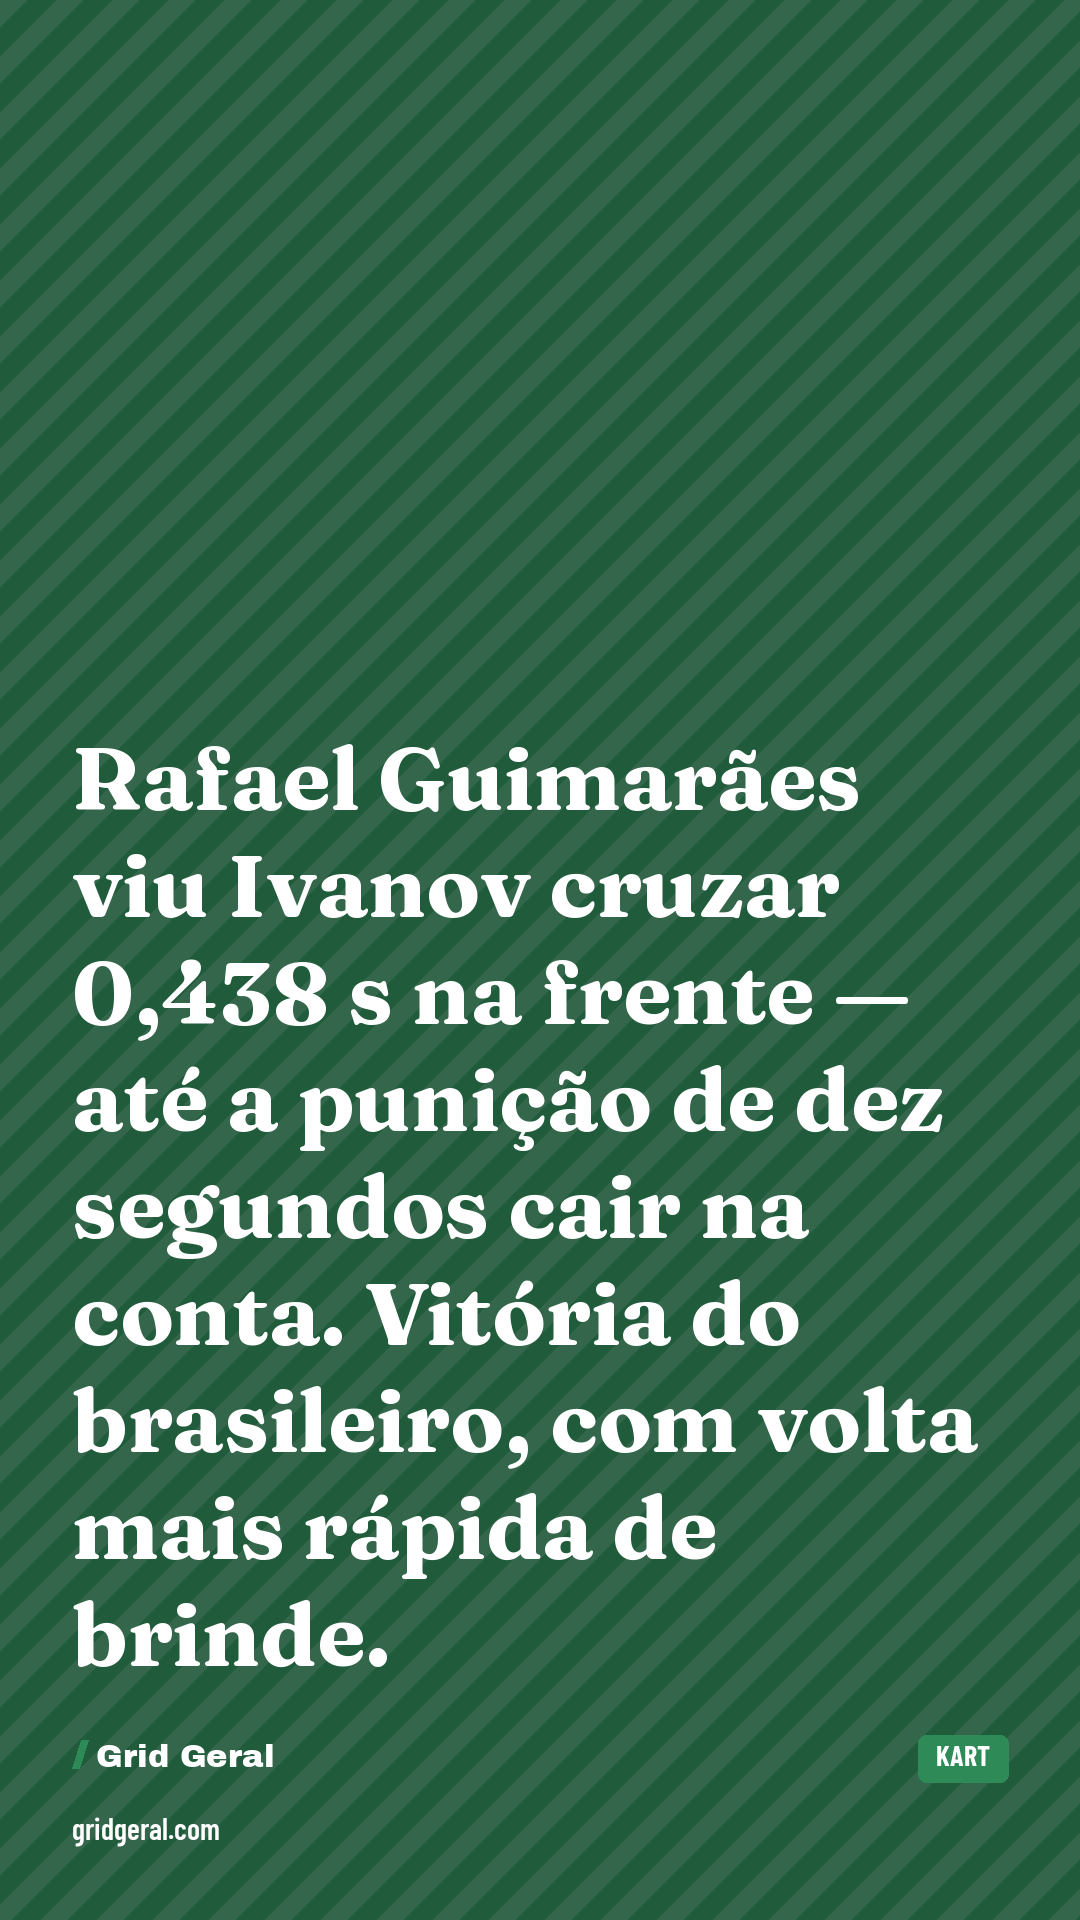 Rafael Guimarães
viu Ivanov cruzar
0,438 s na frente —
até a punição de dez
segundos cair na
conta. Vitória do
brasileiro, com volta
mais rápida de
brinde.
/ Grid Geral
KART
gridgeral.com